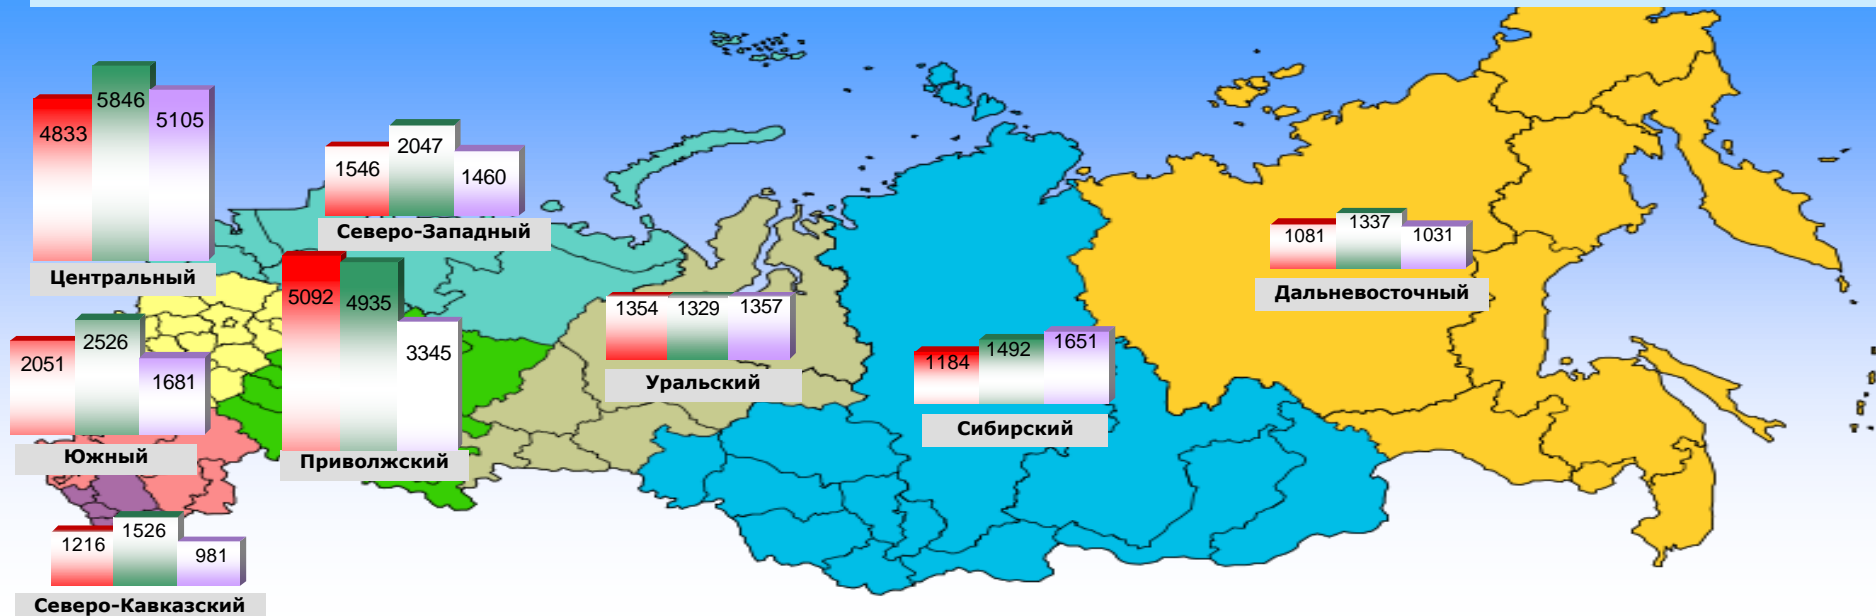 4833 5846 5105
Центральный
1546 2047 1460
Северо-Западный
2051 2526 1681
Южный
5092 4935 3345
Приволжский
1354 1329 1357
Уральский
1184 1492 1651
Сибирский
1081 1337 1031
Дальневосточный
1216 1526 981
Северо-Кавказский